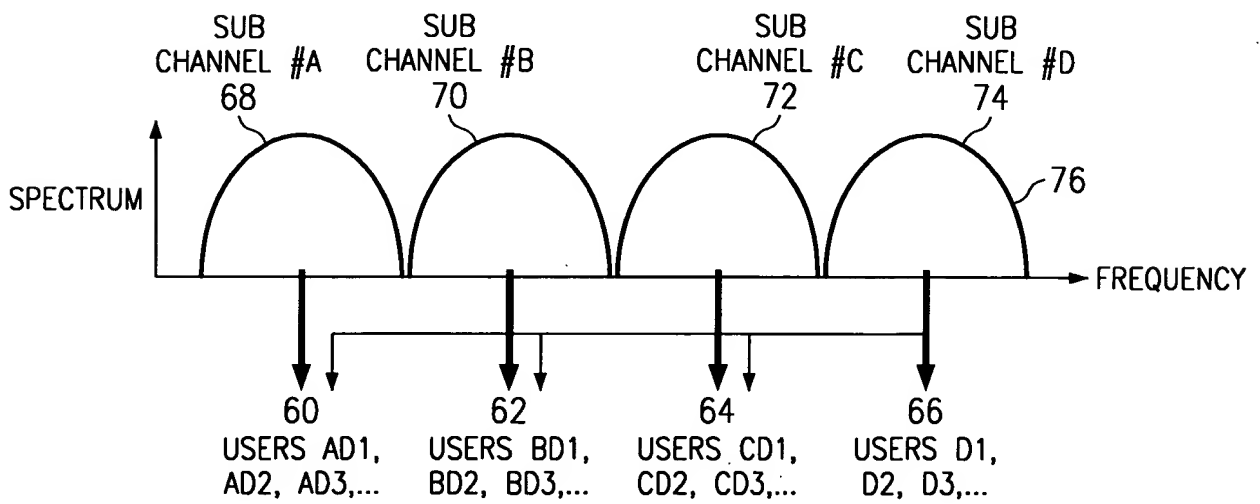 SUB
CHANNEL #A
68
SUB
CHANNEL #B
70
SUB
CHANNEL #C
72
SUB
CHANNEL #D
74
76
SPECTRUM
FREQUENCY
60
USERS AD1,
AD2, AD3,...
62
USERS BD1,
BD2, BD3,...
64
USERS CD1,
CD2, CD3,...
66
USERS D1,
D2, D3,...